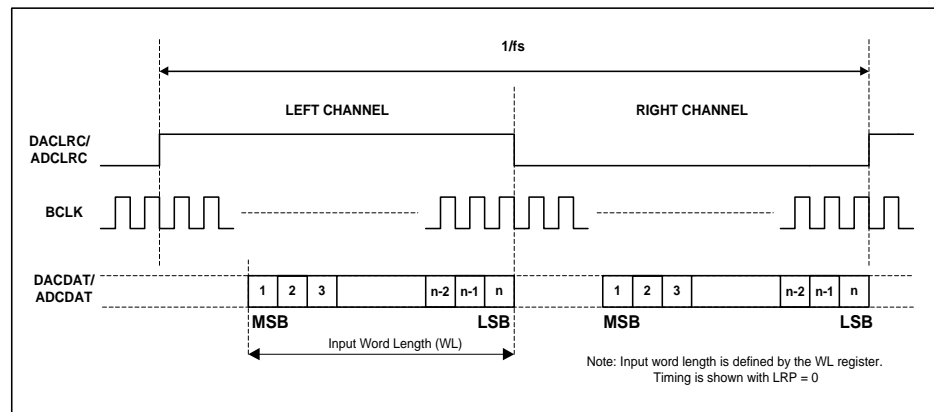 1/fs
LEFT CHANNEL RIGHT CHANNEL
DACLRC/
ADCLRC
BCLK
DACDAT/
ADCDAT
1 2 3 n-2 n-1 n 1 2 3 n-2 n-1 n
MSB LSB MSB LSB
Input Word Length (WL)
Note: Input word length is defined by the WL register.
Timing is shown with LRP = 0